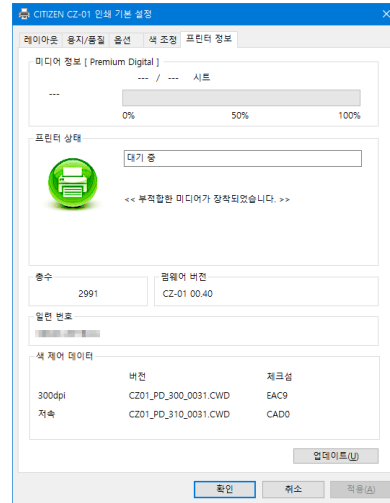 CITIZEN CZ-01 인쇄 기본 설정
레이아웃 용지/품질 옵션 색 조정 프린터 정보
미디어 정보 [ Premium Digital ]
--- / --- 시트
---
0% 50% 100%
프린터 상태
대기 중
<< 부적합한 미디어가 장착되었습니다. >>
총수 펌웨어 버전
2991 CZ-01 00.40
일련 번호
색 제어 데이터
버전 체크섬
300dpi CZ01_PD_300_0031.CWD EAC9
저속 CZ01_PD_310_0031.CWD CAD0
업데이트(U)
확인 취소 적용(A)